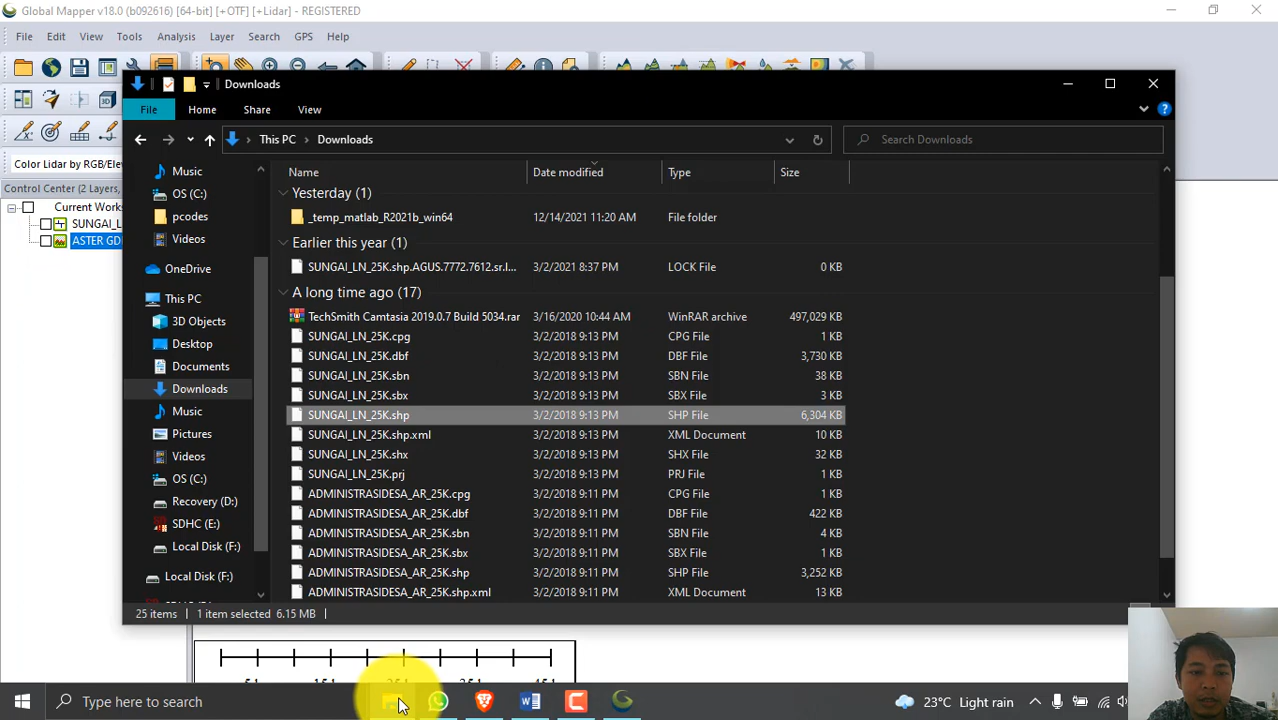 Global Mapper v18.0 (b092616) [64-bit] [+OTF] [+Lidar] - REGISTERED
File Edit View Tools Analysis Layer Search GPS Help
Downloads
File Home Share View
This PC Downloads
Search Downloads
Color Lidar by RGB/Elev
Control Center (2 Layers,
Current Works
SUNGAI_L
ASTER GD
Music
OS (C:)
pcodes
Videos
OneDrive
This PC
3D Objects
Desktop
Documents
Downloads
Music
Pictures
Videos
OS (C:)
Recovery (D:)
SDHC (E:)
Local Disk (F:)
Local Disk (F:)
Name Date modified Type Size
Yesterday (1)
_temp_matlab_R2021b_win64 12/14/2021 11:20 AM File folder
Earlier this year (1)
SUNGAI_LN_25K.shp.AGUS.7772.7612.sr.l... 3/2/2021 8:37 PM LOCK File 0 KB
A long time ago (17)
TechSmith Camtasia 2019.0.7 Build 5034.rar 3/16/2020 10:44 AM WinRAR archive 497,029 KB
SUNGAI_LN_25K.cpg 3/2/2018 9:13 PM CPG File 1 KB
SUNGAI_LN_25K.dbf 3/2/2018 9:13 PM DBF File 3,730 KB
SUNGAI_LN_25K.sbn 3/2/2018 9:13 PM SBN File 38 KB
SUNGAI_LN_25K.sbx 3/2/2018 9:13 PM SBX File 3 KB
SUNGAI_LN_25K.shp 3/2/2018 9:13 PM SHP File 6,304 KB
SUNGAI_LN_25K.shp.xml 3/2/2018 9:13 PM XML Document 10 KB
SUNGAI_LN_25K.shx 3/2/2018 9:13 PM SHX File 32 KB
SUNGAI_LN_25K.prj 3/2/2018 9:13 PM PRJ File 1 KB
ADMINISTRASIDESA_AR_25K.cpg 3/2/2018 9:11 PM CPG File 1 KB
ADMINISTRASIDESA_AR_25K.dbf 3/2/2018 9:11 PM DBF File 422 KB
ADMINISTRASIDESA_AR_25K.sbn 3/2/2018 9:11 PM SBN File 4 KB
ADMINISTRASIDESA_AR_25K.sbx 3/2/2018 9:11 PM SBX File 1 KB
ADMINISTRASIDESA_AR_25K.shp 3/2/2018 9:11 PM SHP File 3,252 KB
ADMINISTRASIDESA_AR_25K.shp.xml 3/2/2018 9:11 PM XML Document 13 KB
25 items 1 item selected 6.15 MB
Type here to search
23°C Light rain